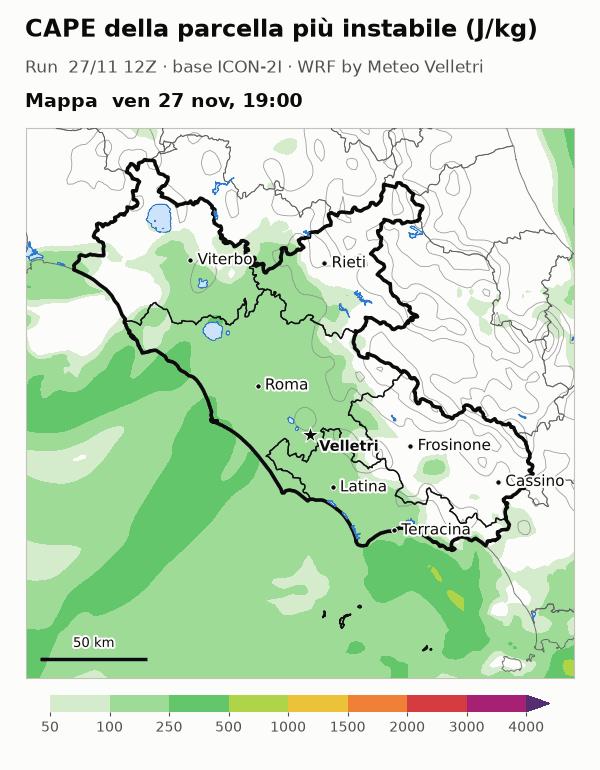 CAPE della parcella più instabile (J/kg)
Run  27/11 12Z · base ICON-2I · WRF by Meteo Velletri
Mappa  ven 27 nov, 19:00
Viterbo
Rieti
Roma
Velletri
Frosinone
Latina
Cassino
Terracina
50 km
50 100 250 500 1000 1500 2000 3000 4000